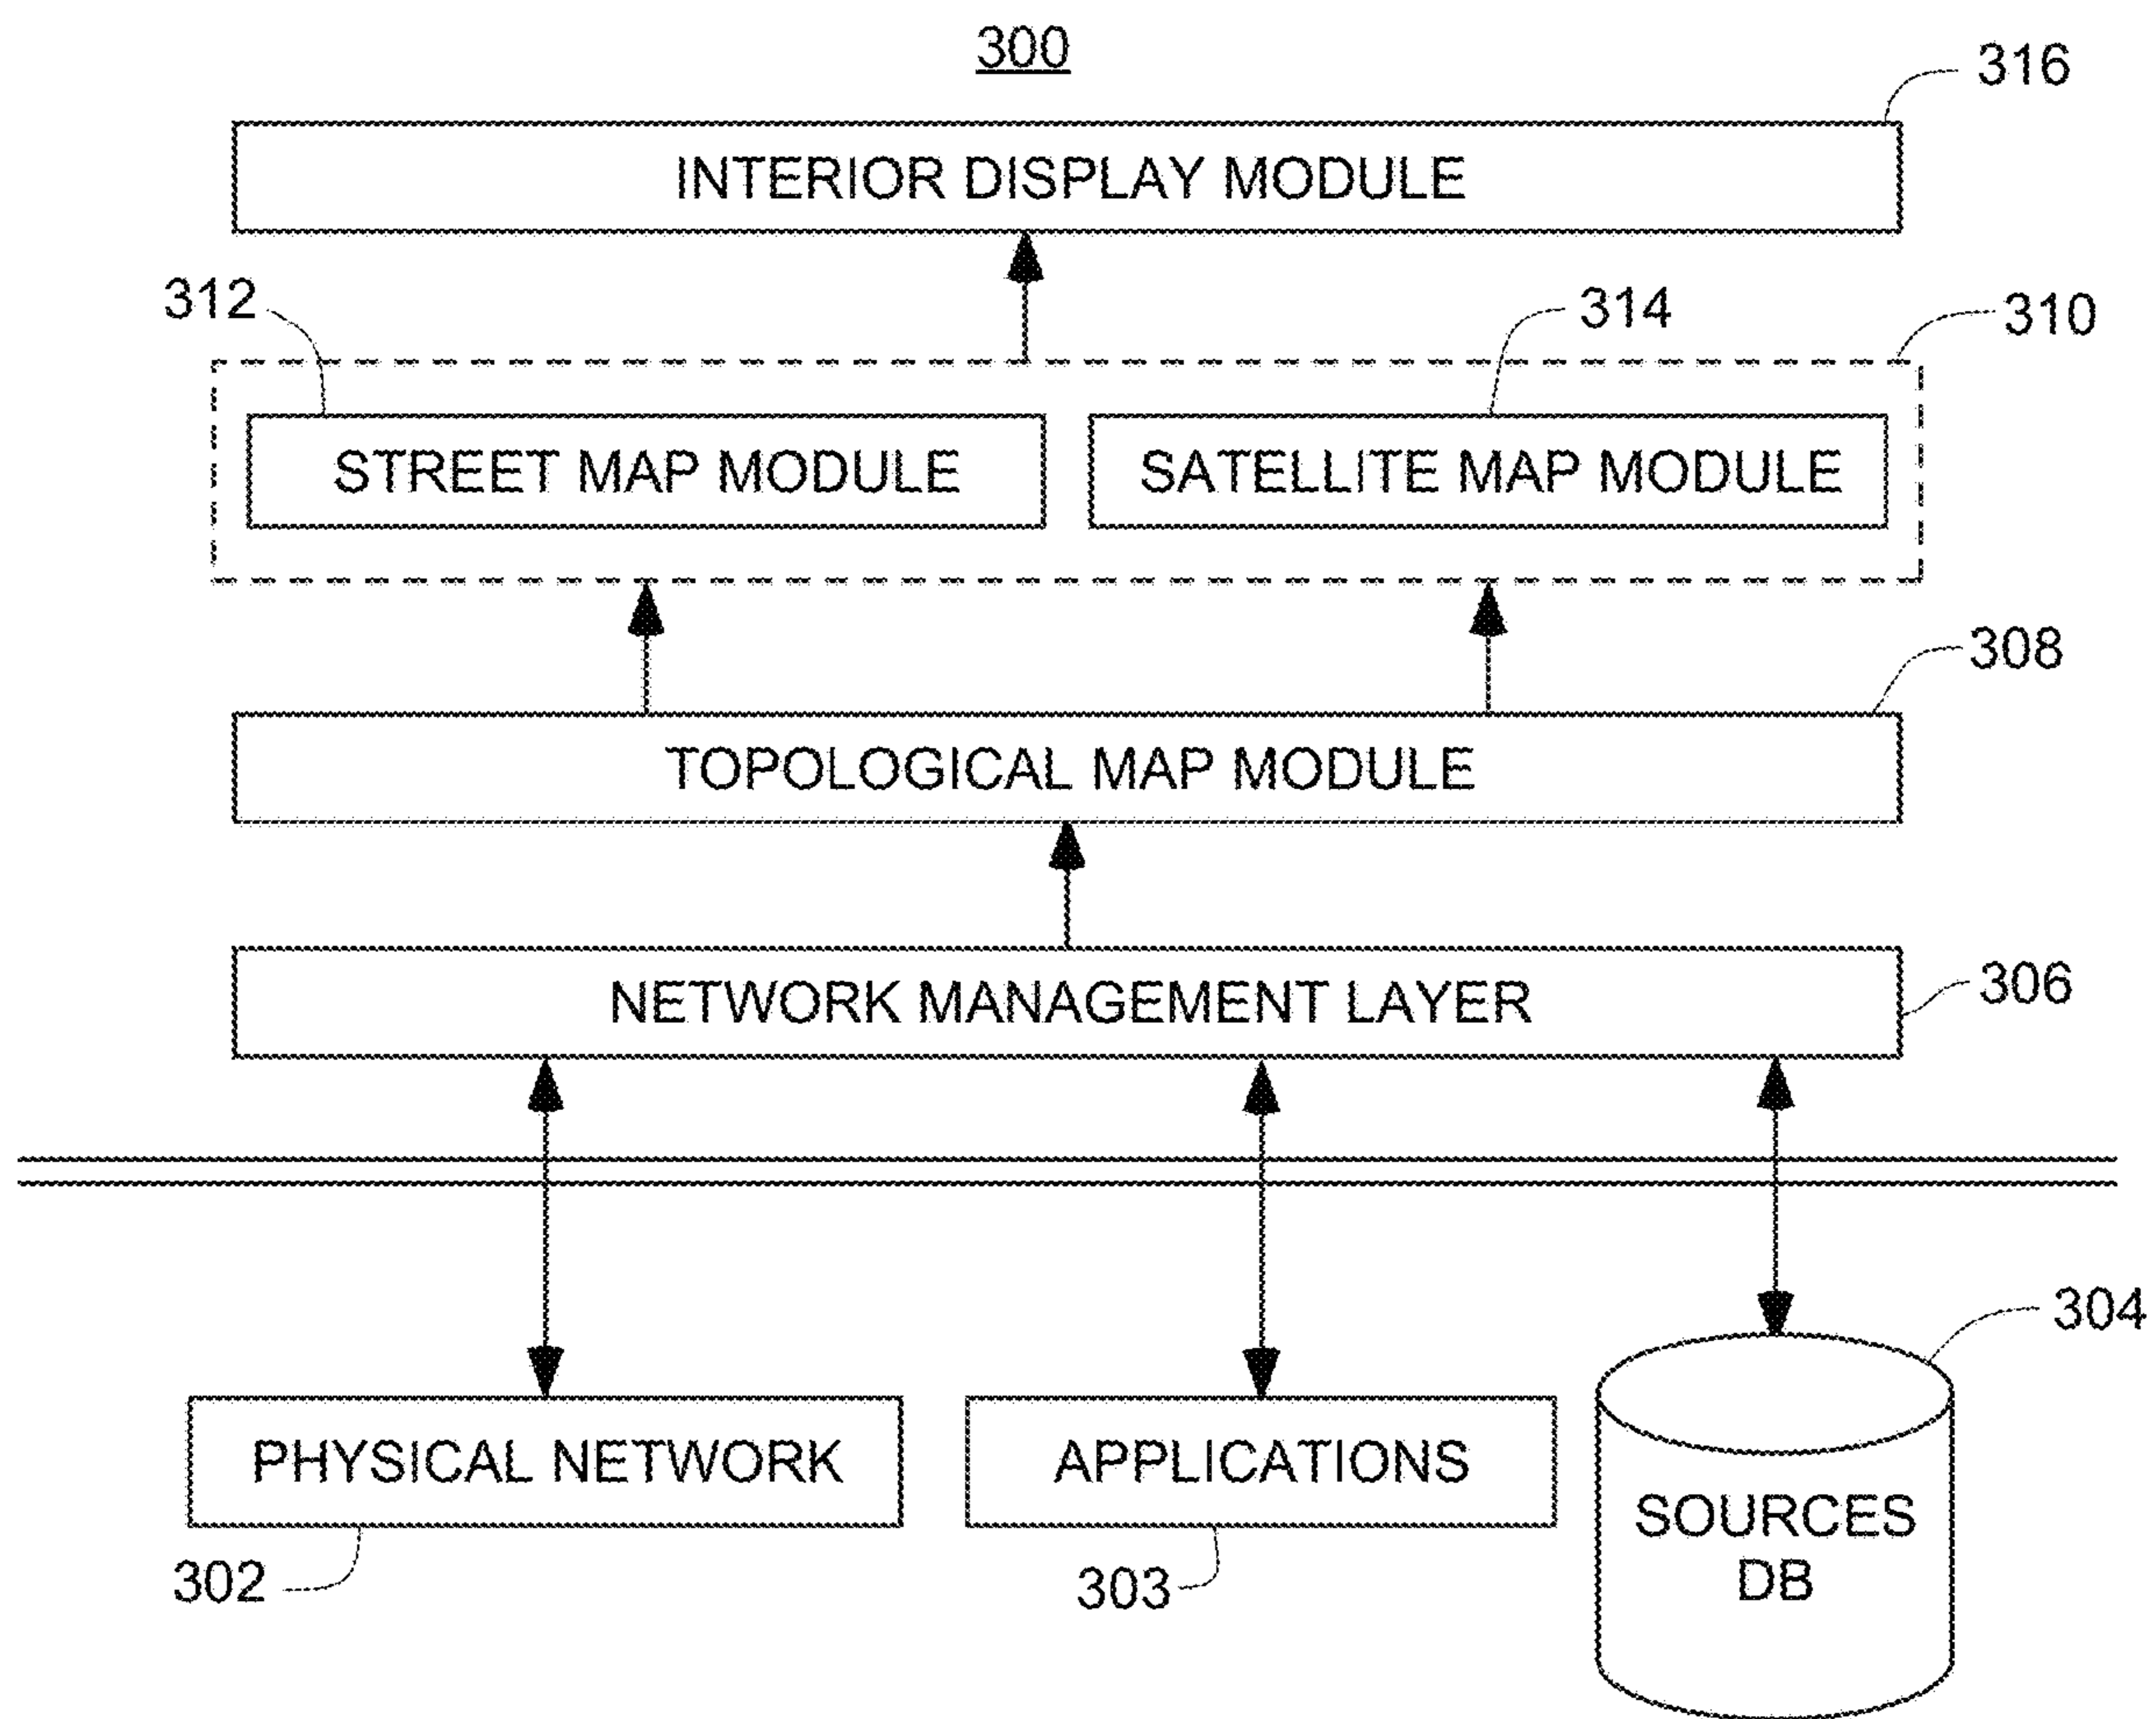 300
316
INTERIOR DISPLAY MODULE
312
314
310
STREET MAP MODULE
SATELLITE MAP MODULE
308
TOPOLOGICAL MAP MODULE
NETWORK MANAGEMENT LAYER
306
304
PHYSICAL NETWORK
APPLICATIONS
SOURCES
DB
302
303